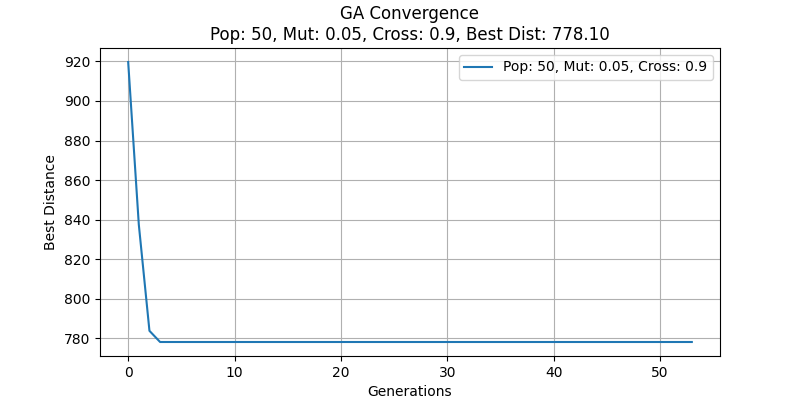 GA Convergence
Pop: 50, Mut: 0.05, Cross: 0.9, Best Dist: 778.10
Pop: 50, Mut: 0.05, Cross: 0.9
Best Distance
920
900
880
860
840
820
800
780
0 10 20 30 40 50
Generations